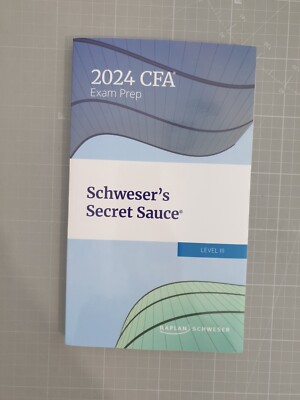 2024 CFA®
Exam Prep
Schweser's
Secret Sauce®
LEVEL III
KAPLAN SCHWESER